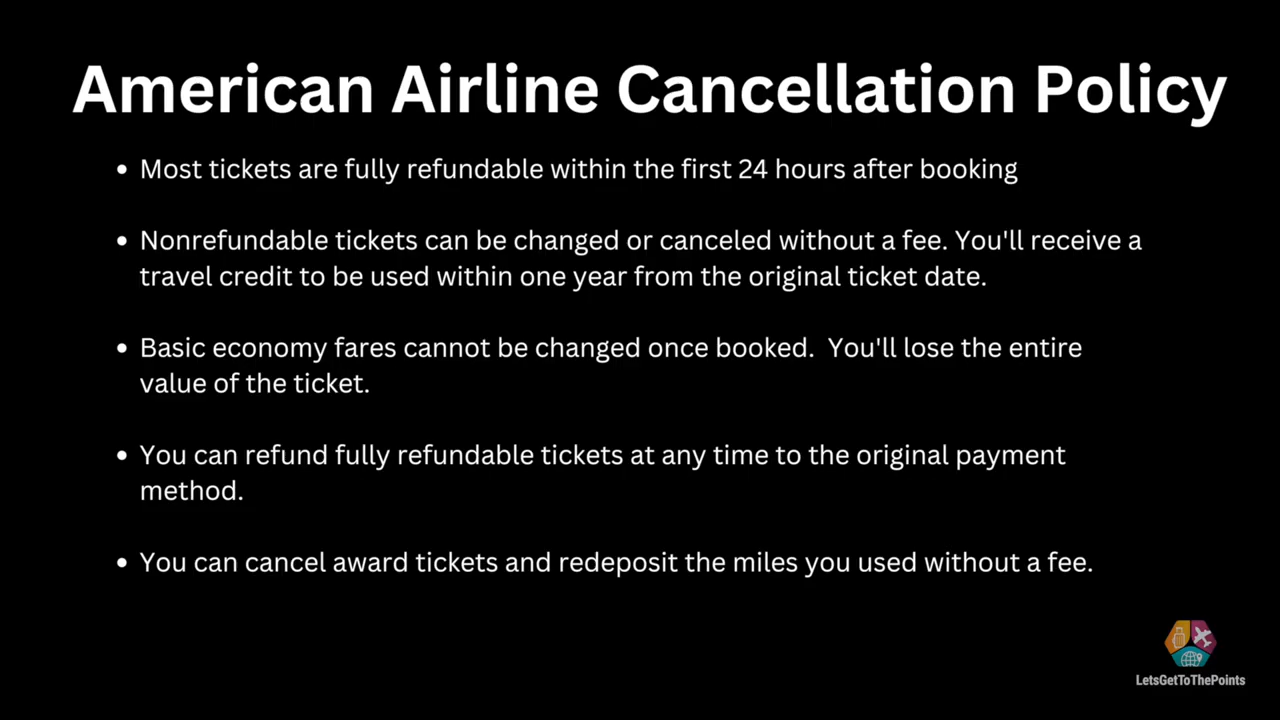 American Airline Cancellation Policy
• Most tickets are fully refundable within the first 24 hours after booking
• Nonrefundable tickets can be changed or canceled without a fee. You'll receive a
travel credit to be used within one year from the original ticket date.
• Basic economy fares cannot be changed once booked.  You'll lose the entire
value of the ticket.
• You can refund fully refundable tickets at any time to the original payment
method.
• You can cancel award tickets and redeposit the miles you used without a fee.
LetsGetToThePoints